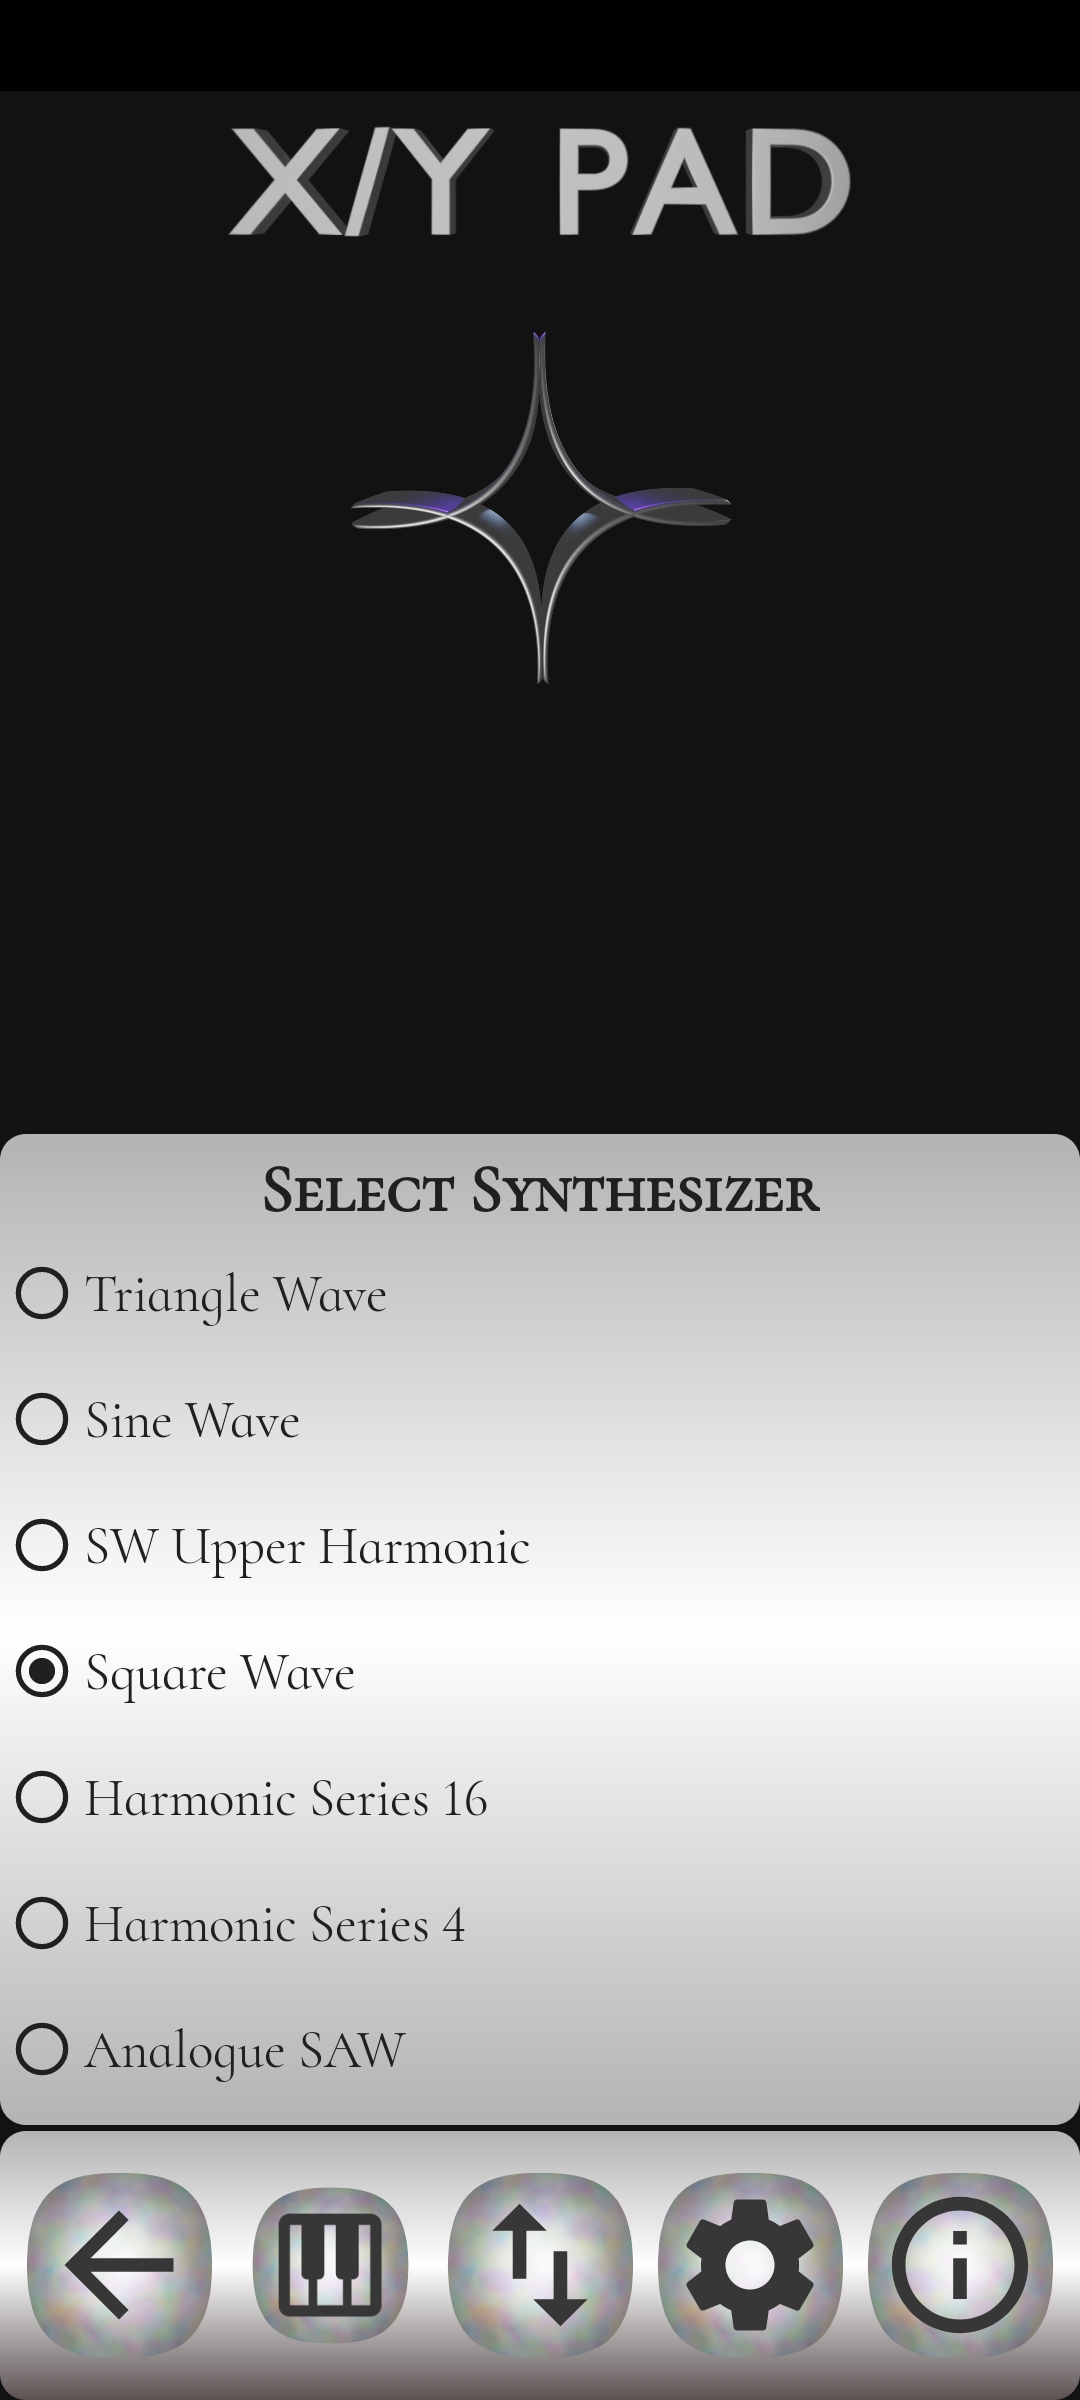 X/Y PAD
Select Synthesizer
Triangle Wave
Sine Wave
SW Upper Harmonic
Square Wave
Harmonic Series 16
Harmonic Series 4
Analogue SAW